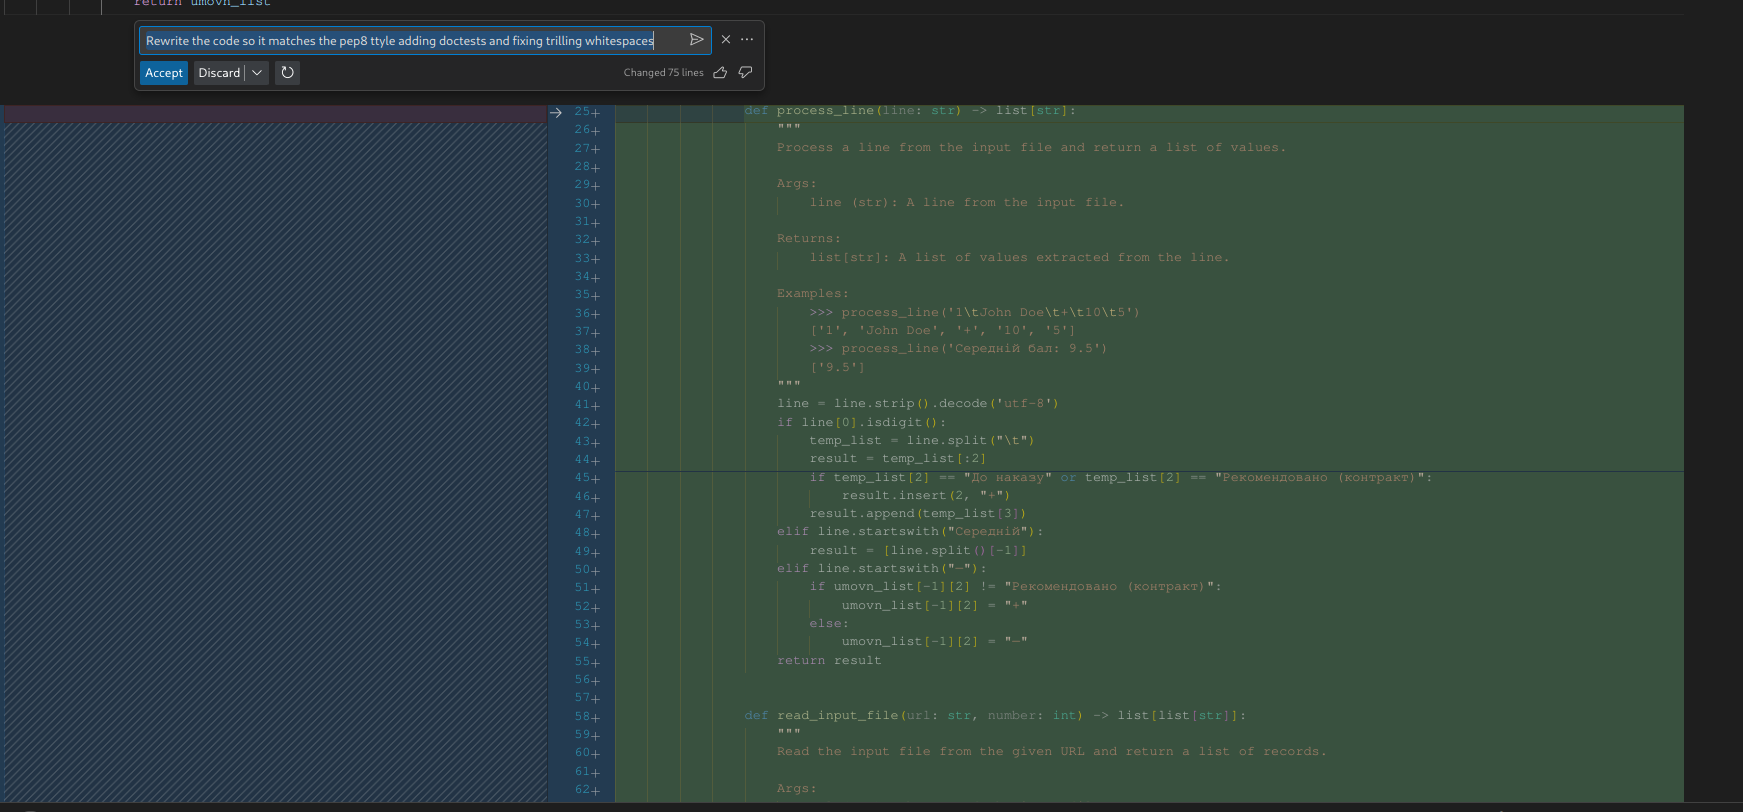 return umovn_list
Rewrite the code so it matches the pep8 ttyle adding doctests and fixing trilling whitespaces
Accept Discard Changed 75 lines
25+ def process_line(line: str) -> list[str]:
26+ """
27+ Process a line from the input file and return a list of values.
28+
29+ Args:
30+ line (str): A line from the input file.
31+
32+ Returns:
33+ list[str]: A list of values extracted from the line.
34+
35+ Examples:
36+ >>> process_line('1\tJohn Doe\t+\t10\t5')
37+ ['1', 'John Doe', '+', '10', '5']
38+ >>> process_line('Середній бал: 9.5')
39+ ['9.5']
40+ """
41+ line = line.strip().decode('utf-8')
42+ if line[0].isdigit():
43+ temp_list = line.split("\t")
44+ result = temp_list[:2]
45+ if temp_list[2] == "До наказу" or temp_list[2] == "Рекомендовано (контракт)":
46+ result.insert(2, "+")
47+ result.append(temp_list[3])
48+ elif line.startswith("Середній"):
49+ result = [line.split()[-1]]
50+ elif line.startswith("—"):
51+ if umovn_list[-1][2] != "Рекомендовано (контракт)":
52+ umovn_list[-1][2] = "+"
53+ else:
54+ umovn_list[-1][2] = "—"
55+ return result
56+
57+
58+ def read_input_file(url: str, number: int) -> list[list[str]]:
59+ """
60+ Read the input file from the given URL and return a list of records.
61+
62+ Args: